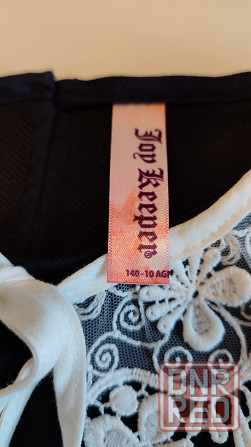 Joy Keeper®
140-10 AGE
DNR
RED